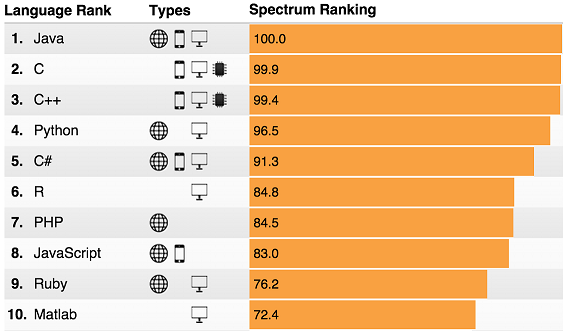 Language Rank Types Spectrum Ranking
1. Java 100.0
2. C 99.9
3. C++ 99.4
4. Python 96.5
5. C# 91.3
6. R 84.8
7. PHP 84.5
8. JavaScript 83.0
9. Ruby 76.2
10. Matlab 72.4